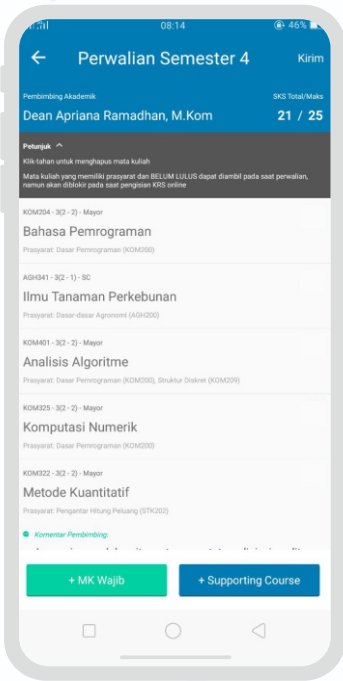 08:14
46%
Perwalian Semester 4
Kirim
Pembimbing Akademik
SKS Total/Maks
Dean Apriana Ramadhan, M.Kom
21 / 25
Petunjuk
Klik-tahan untuk menghapus mata kuliah
Mata kuliah yang memiliki prasyarat dan BELUM LULUS dapat diambil pada saat perwalian,
namun akan diblokir pada saat pengisian KRS online
KOM204 - 3(2 - 2) - Mayor
Bahasa Pemrograman
Prasyarat: Dasar Pemrograman (KOM200)
AGH341 - 3(2 - 1) - SC
Ilmu Tanaman Perkebunan
Prasyarat: Dasar-dasar Agronomi (AGH200)
KOM401 - 3(2 - 2) - Mayor
Analisis Algoritme
Prasyarat: Dasar Pemrograman (KOM200), Struktur Diskret (KOM209)
KOM325 - 3(2 - 2) - Mayor
Komputasi Numerik
Prasyarat: Dasar Pemrograman (KOM200)
KOM322 - 3(2 - 2) - Mayor
Metode Kuantitatif
Prasyarat: Pengantar Hitung Peluang (STK202)
Komentar Pembimbing:
+ MK Wajib
+ Supporting Course